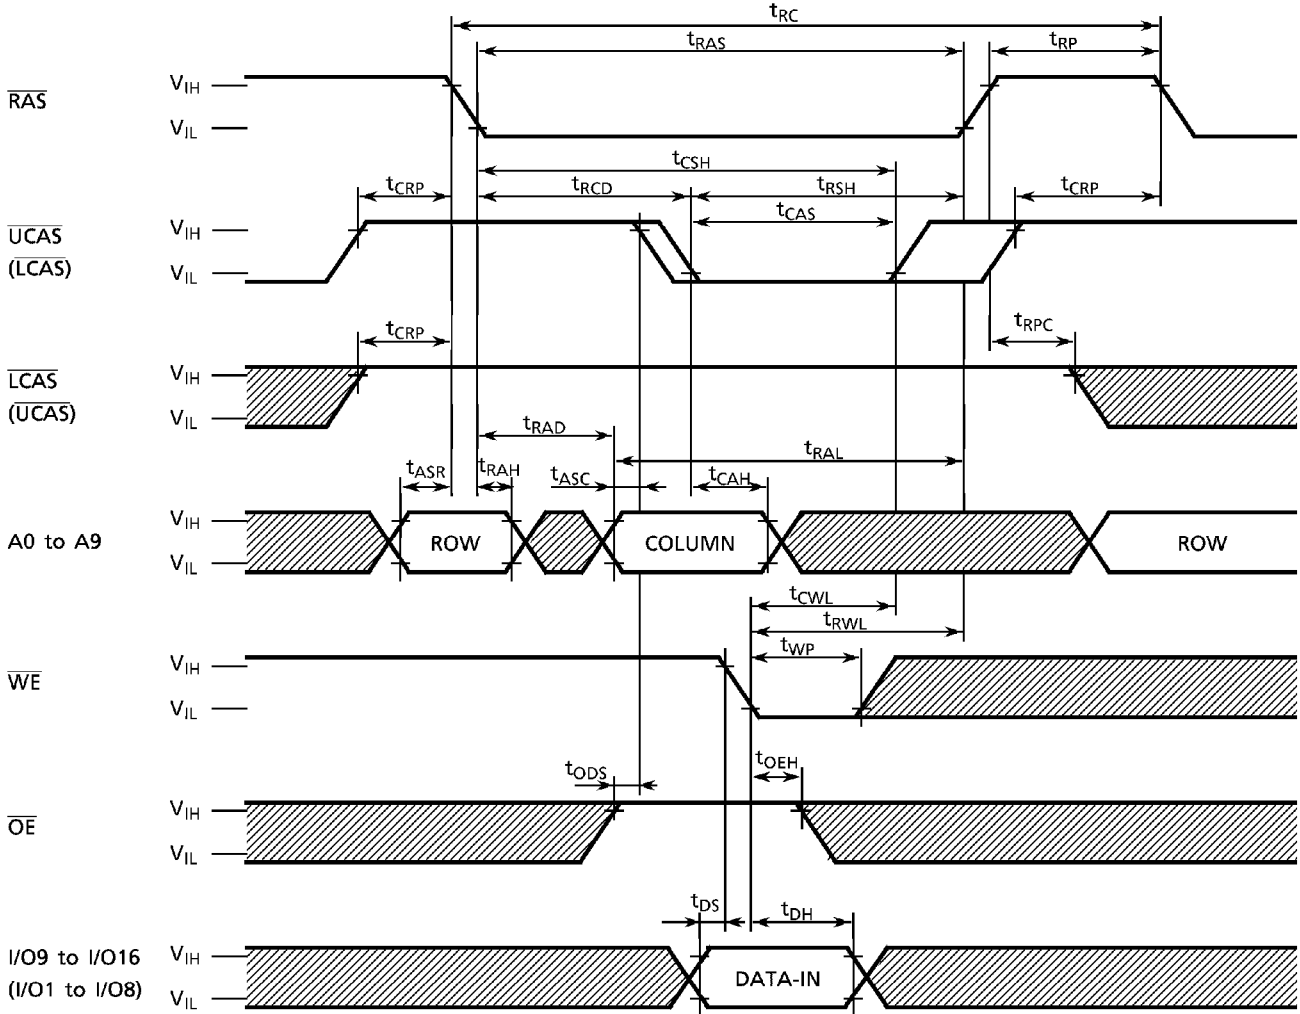 tRC
tRAS tRP
RAS VIH
VIL
tCSH
tCRP tRCD tRSH tCRP
tCAS
UCAS VIH
(LCAS) VIL
tCRP tRPC
LCAS VIH
(UCAS) VIL
tRAD
tRAL
tASR tRAH tASC tCAH
VIH
A0 to A9 ROW COLUMN ROW
VIL
tCWL
tRWL
tWP
WE VIH
VIL
tODS tOEH
OE VIH
VIL
tDS tDH
I/O9 to I/O16 VIH
(I/O1 to I/O8) DATA-IN
VIL